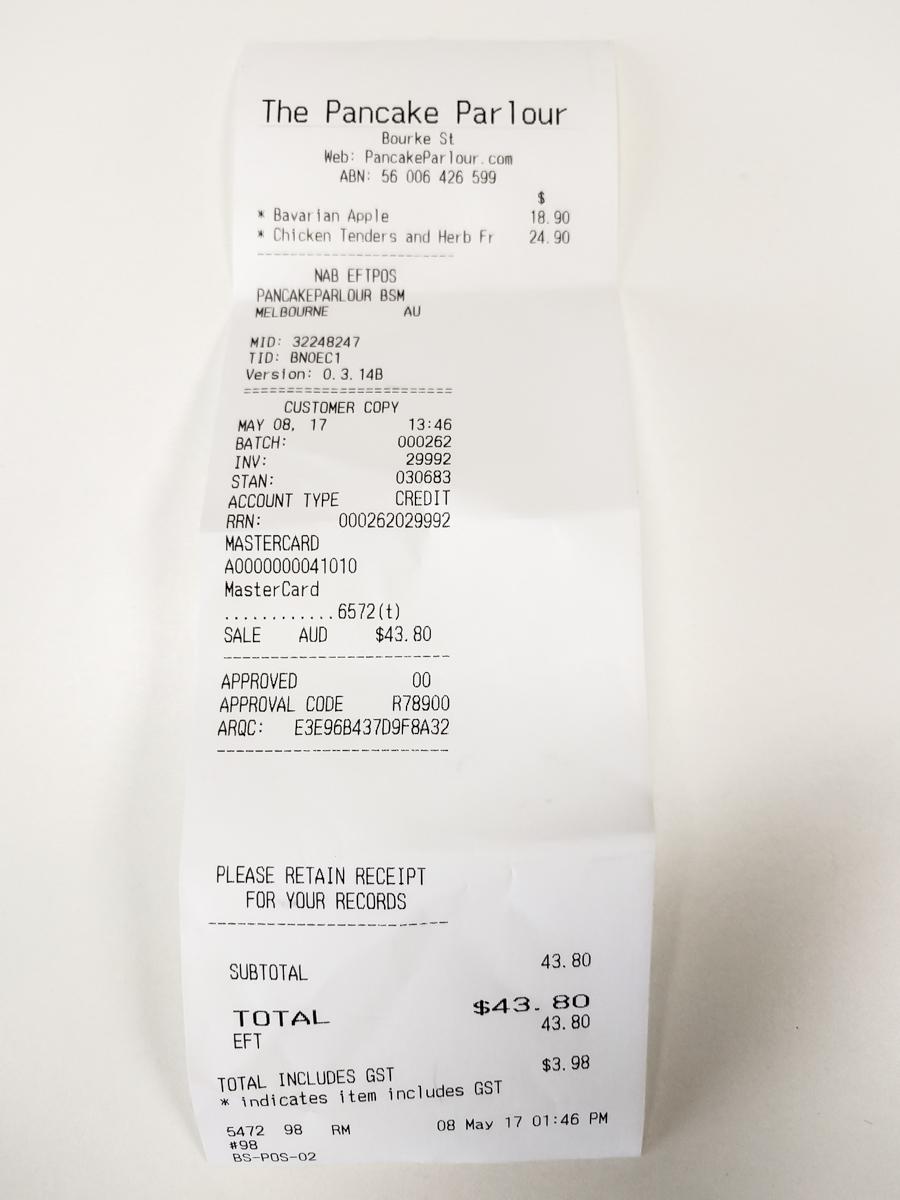 The Pancake Parlour
Bourke St
Web: PancakeParlour.com
ABN: 56 006 426 599
$
* Bavarian Apple 18.90
* Chicken Tenders and Herb Fr 24.90
------------------------
NAB EFTPOS
PANCAKEPARLOUR BSM
MELBOURNE AU
MID: 32248247
TID: BNOEC1
Version: 0.3.14B
========================
CUSTOMER COPY
MAY 08, 17 13:46
BATCH: 000262
INV: 29992
STAN: 030683
ACCOUNT TYPE CREDIT
RRN: 000262029992
MASTERCARD
A0000000041010
MasterCard
............6572(t)
SALE AUD $43.80
------------------------
APPROVED 00
APPROVAL CODE R78900
ARQC: E3E96B437D9F8A32
------------------------
PLEASE RETAIN RECEIPT
FOR YOUR RECORDS
------------------------
SUBTOTAL 43.80
TOTAL $43.80
EFT 43.80
TOTAL INCLUDES GST $3.98
* indicates item includes GST
5472 98 RM 08 May 17 01:46 PM
#98
BS-POS-02